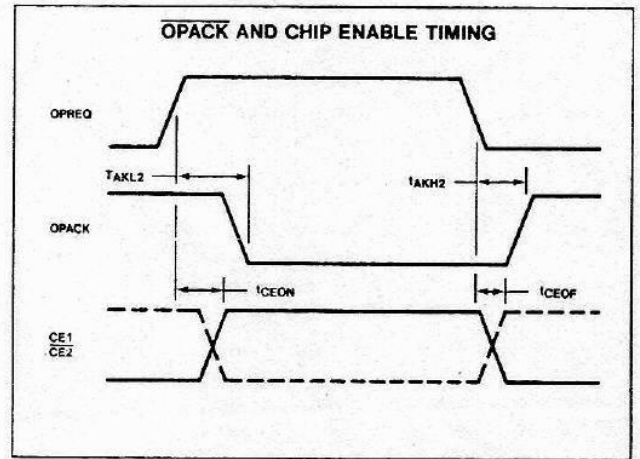 OPACK AND CHIP ENABLE TIMING
OPREQ
TAKL2
tAKH2
OPACK
tCEON
tCEOF
CE1
CE2